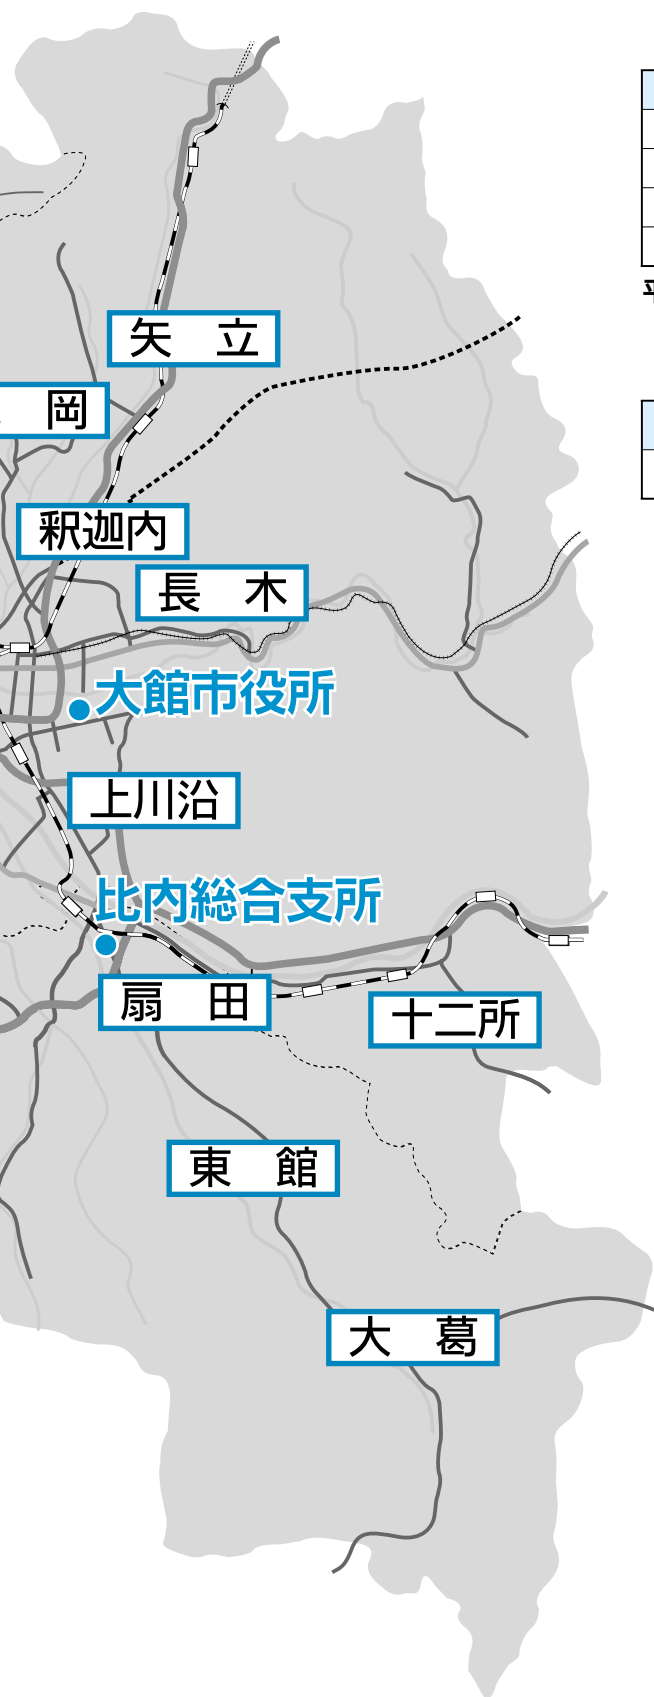 矢　立
岡
釈迦内
長　木
大館市役所
上川沿
比内総合支所
扇　田
十二所
東　館
大　葛